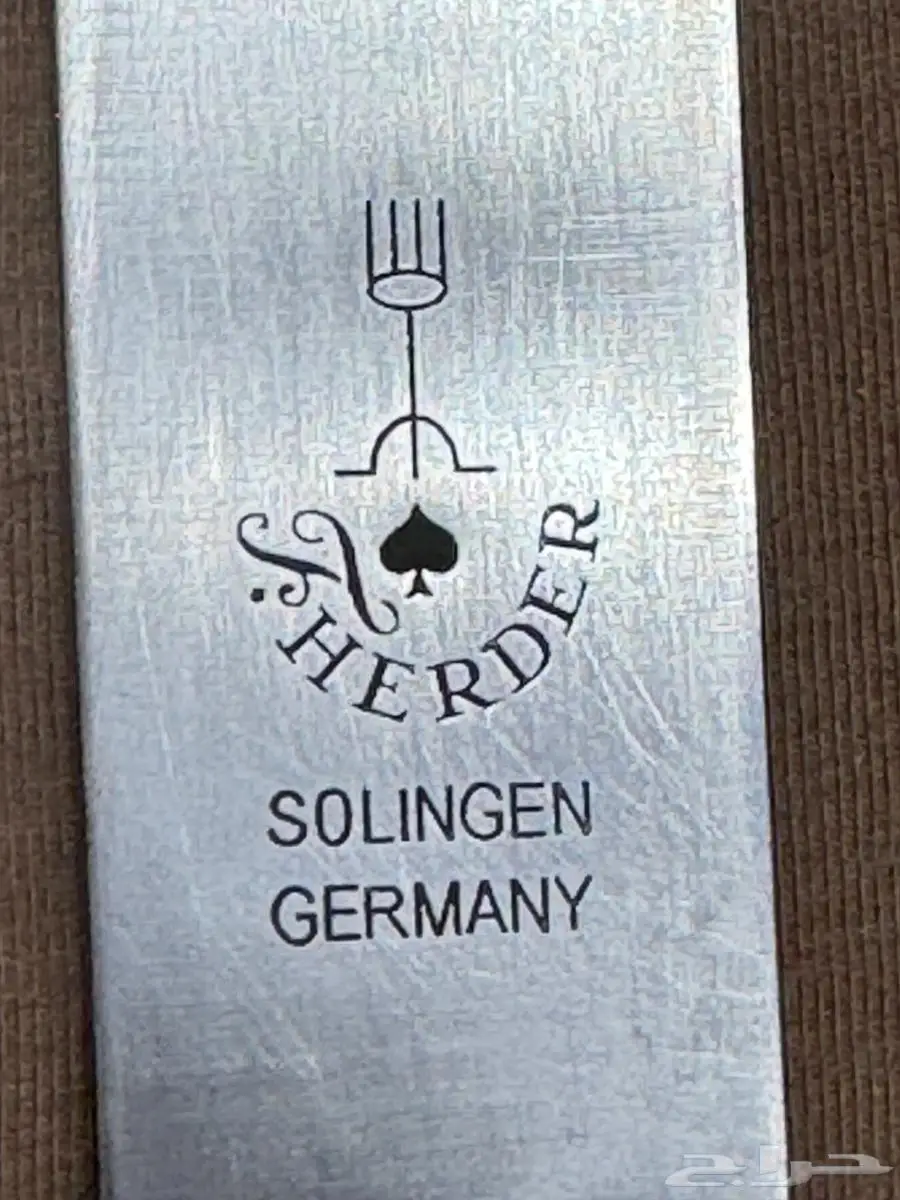 F. HERDER
SOLINGEN
GERMANY
حراج